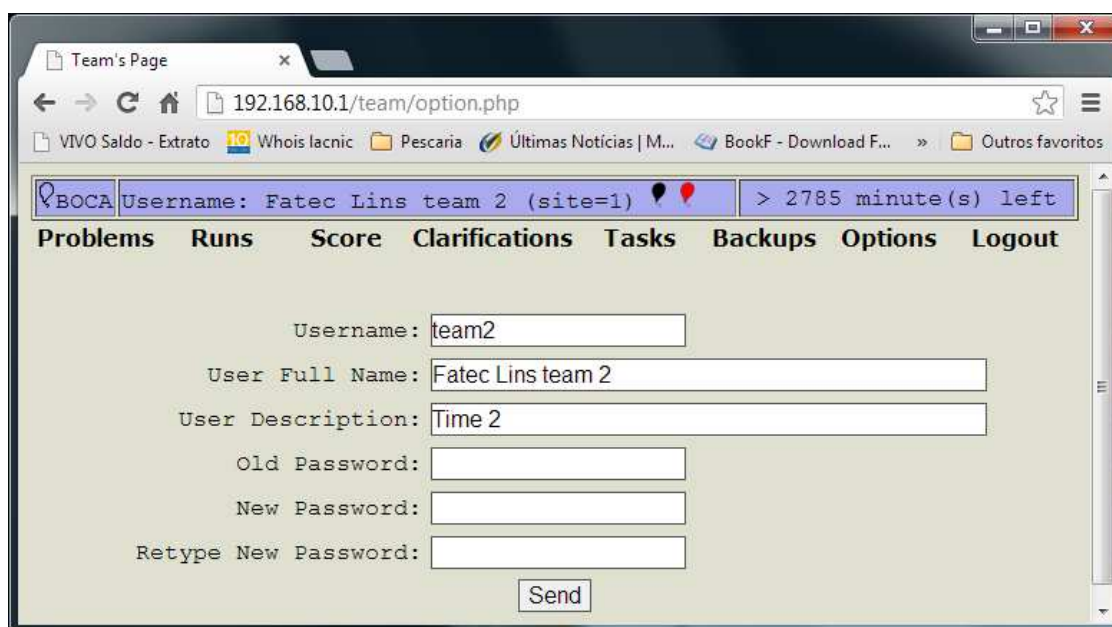 Team's Page
192.168.10.1/team/option.php
VIVO Saldo - Extrato Whois lacnic Pescaria Últimas Notícias | M... BookF - Download F... » Outros favoritos
BOCA Username: Fatec Lins team 2 (site=1) > 2785 minute(s) left
Problems Runs Score Clarifications Tasks Backups Options Logout
Username: team2
User Full Name: Fatec Lins team 2
User Description: Time 2
Old Password:
New Password:
Retype New Password:
Send